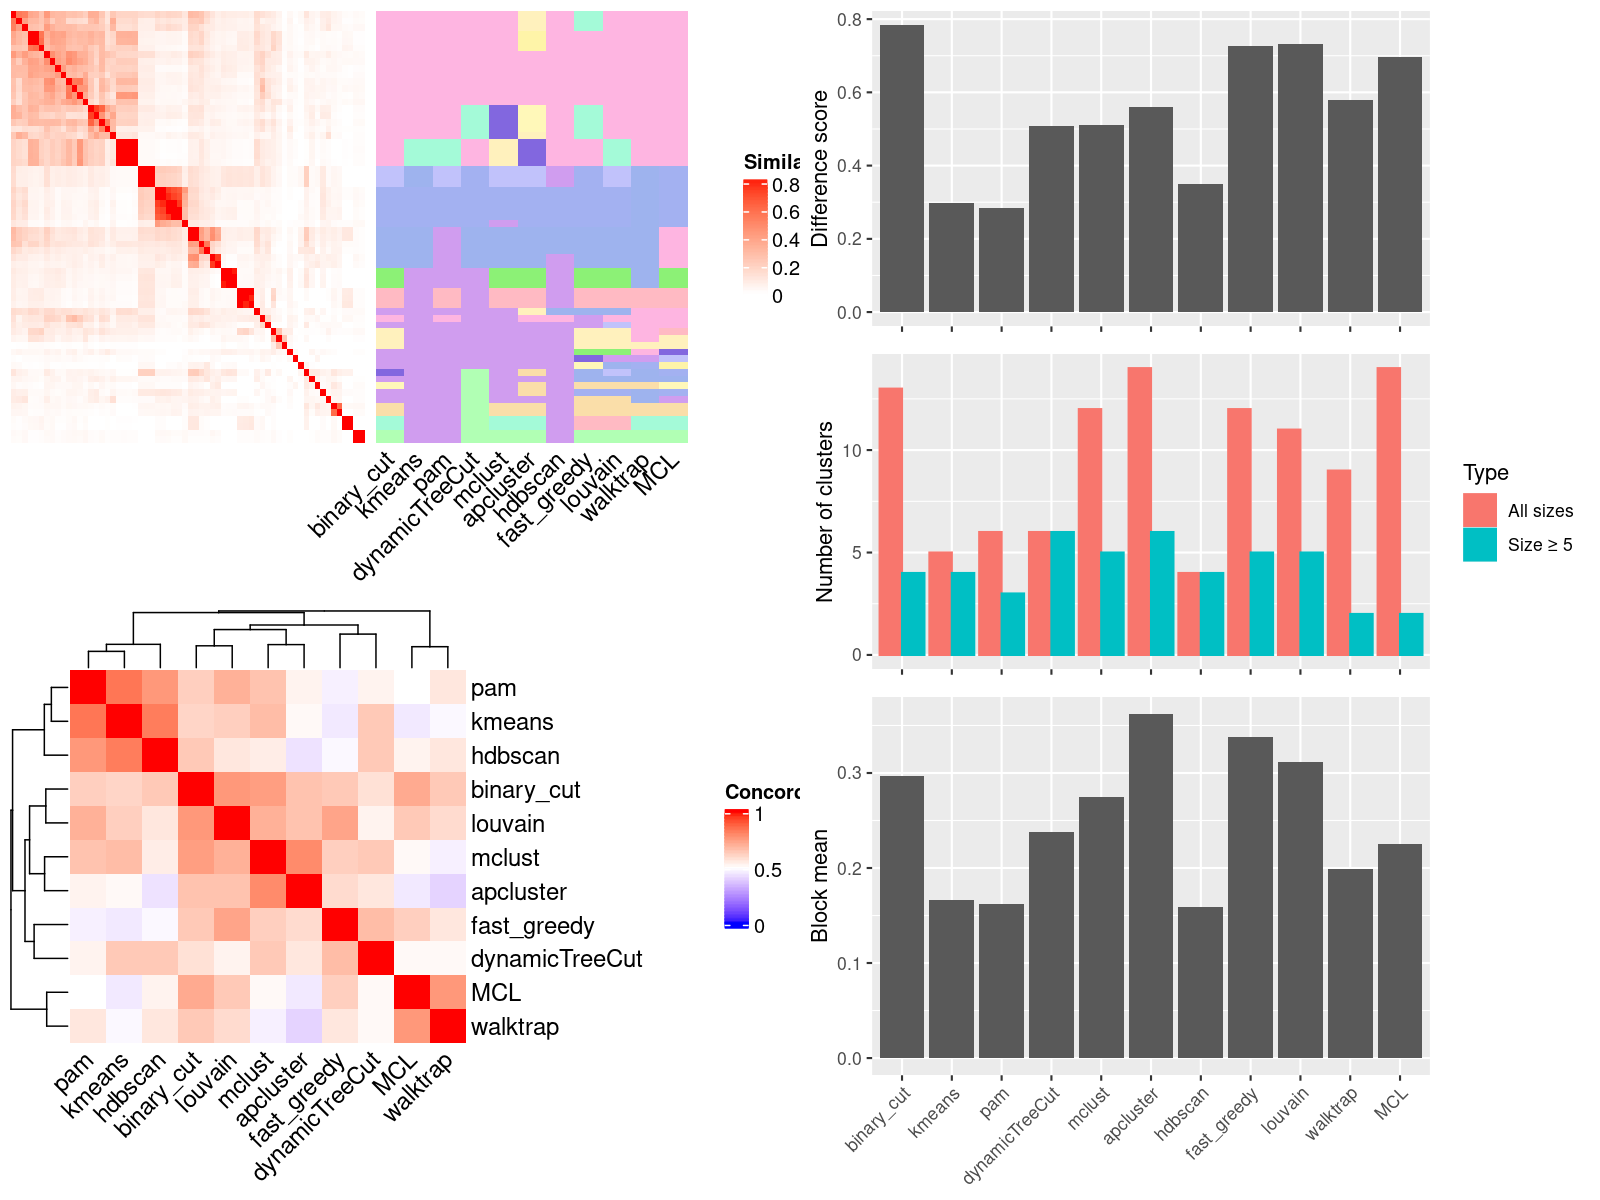 Simila
0.8
0.6
0.4
0.2
0
binary_cut
kmeans
pam
dynamicTreeCut
mclust
apcluster
hdbscan
fast_greedy
louvain
walktrap
MCL
pam
kmeans
hdbscan
binary_cut
louvain
mclust
apcluster
fast_greedy
dynamicTreeCut
MCL
walktrap
Concord
1
0.5
0
pam
kmeans
hdbscan
binary_cut
louvain
mclust
apcluster
fast_greedy
dynamicTreeCut
MCL
walktrap
Difference score
0.8
0.6
0.4
0.2
0.0
Number of clusters
10
5
0
Type
All sizes
Size ≥ 5
Block mean
0.3
0.2
0.1
0.0
binary_cut
kmeans
pam
dynamicTreeCut
mclust
apcluster
hdbscan
fast_greedy
louvain
walktrap
MCL